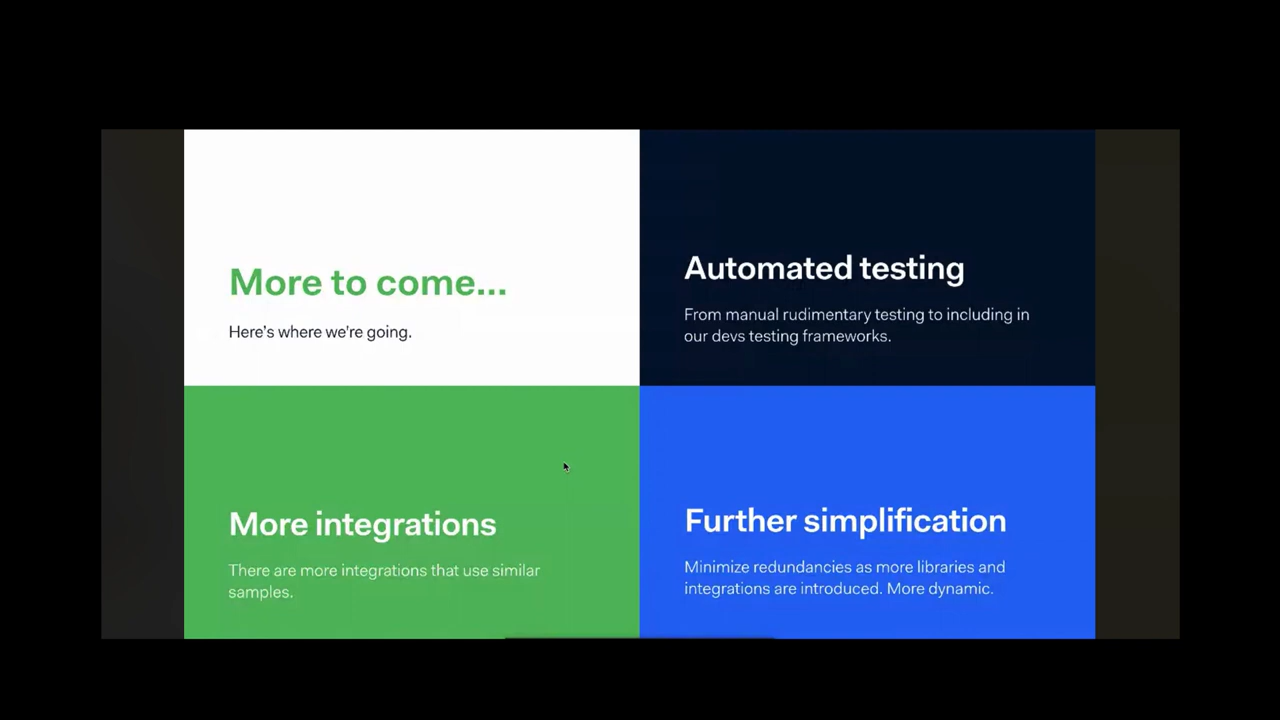 More to come...
Here's where we're going.
Automated testing
From manual rudimentary testing to including in
our devs testing frameworks.
More integrations
There are more integrations that use similar
samples.
Further simplification
Minimize redundancies as more libraries and
integrations are introduced. More dynamic.